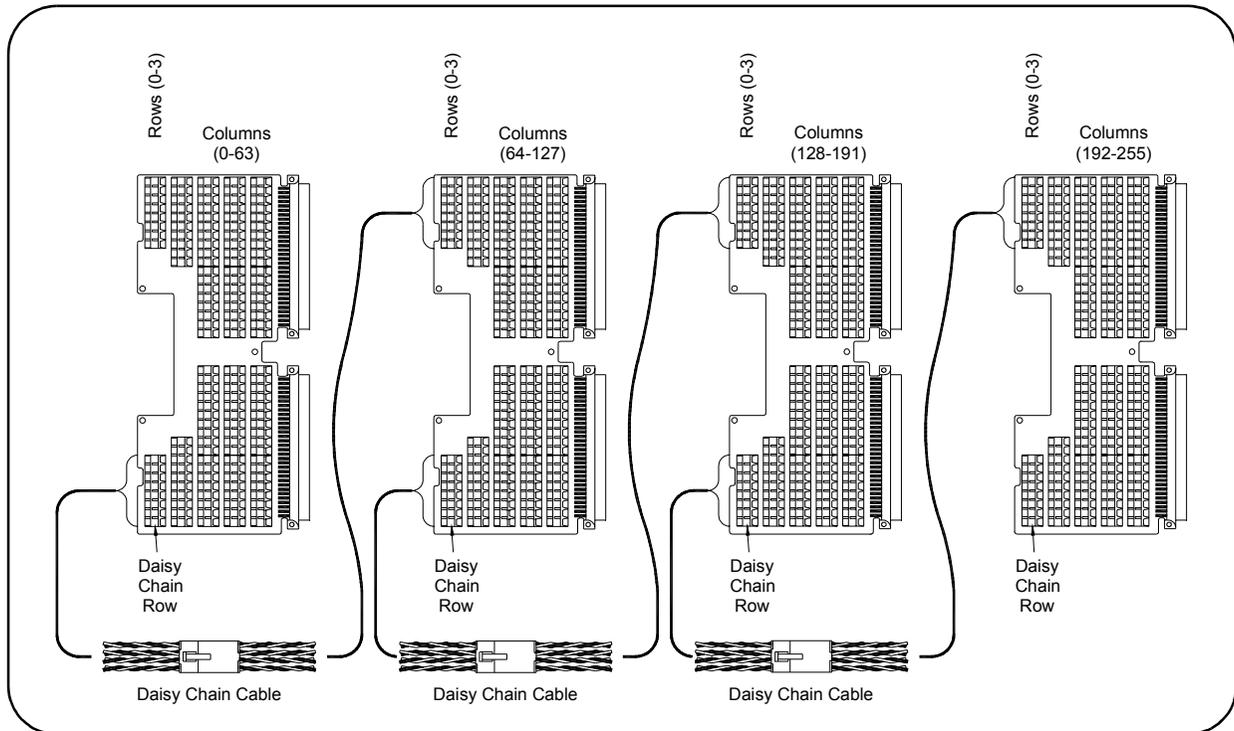 Rows (0-3)
Columns
(0-63)
Rows (0-3)
Columns
(64-127)
Rows (0-3)
Columns
(128-191)
Rows (0-3)
Columns
(192-255)
Daisy
Chain
Row
Daisy
Chain
Row
Daisy
Chain
Row
Daisy
Chain
Row
Daisy Chain Cable
Daisy Chain Cable
Daisy Chain Cable